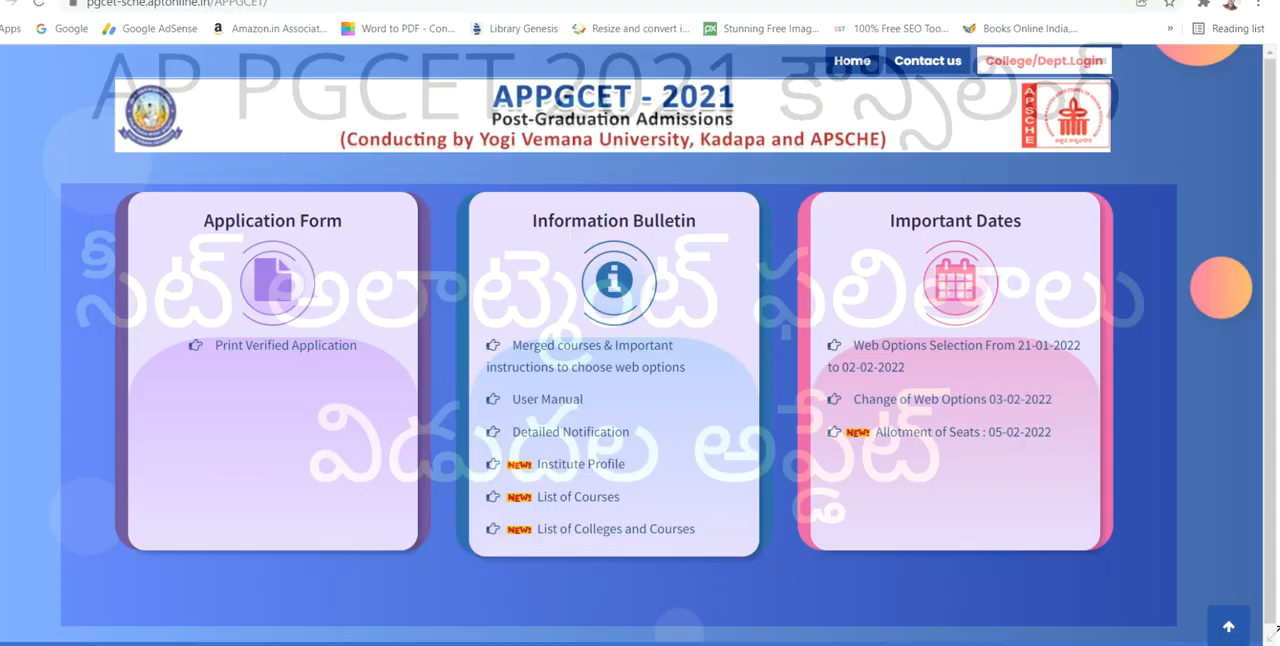 pgcet-sche.aptonline.in/APPGCET/
Apps Google Google AdSense Amazon.in Associat... Word to PDF - Con... Library Genesis Resize and convert i... Stunning Free Imag... 100% Free SEO Too... Books Online India,... » Reading list
Home Contact us College/Dept.Login
AP PGCET 2021 కౌన్సిలింగ్
APPGCET - 2021
Post-Graduation Admissions
(Conducting by Yogi Vemana University, Kadapa and APSCHE)
APSCHE
సీట్ అలాట్మెంట్ ఫలితాలు
విడుదల అప్డేట్
Application Form
Print Verified Application
Information Bulletin
Merged courses & Important
instructions to choose web options
User Manual
Detailed Notification
NEW! Institute Profile
NEW! List of Courses
NEW! List of Colleges and Courses
Important Dates
Web Options Selection From 21-01-2022
to 02-02-2022
Change of Web Options 03-02-2022
NEW! Allotment of Seats : 05-02-2022